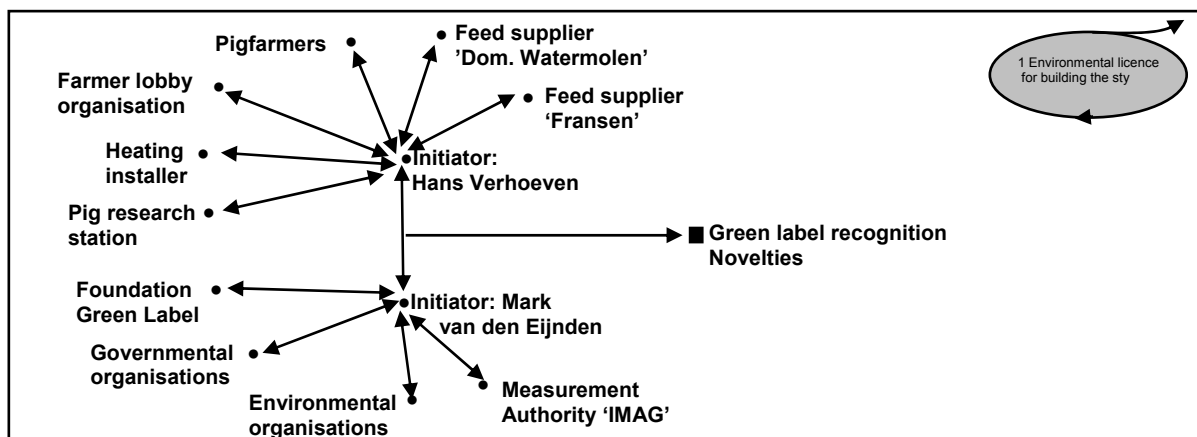 Pigfarmers
Feed supplier
'Dom. Watermolen'
1 Environmental licence
for building the sty
Farmer lobby
organisation
Feed supplier
‘Fransen’
Heating
installer
Initiator:
Hans Verhoeven
Pig research
station
Green label recognition
Novelties
Foundation
Green Label
Initiator: Mark
van den Eijnden
Governmental
organisations
Environmental
organisations
Measurement
Authority ‘IMAG’